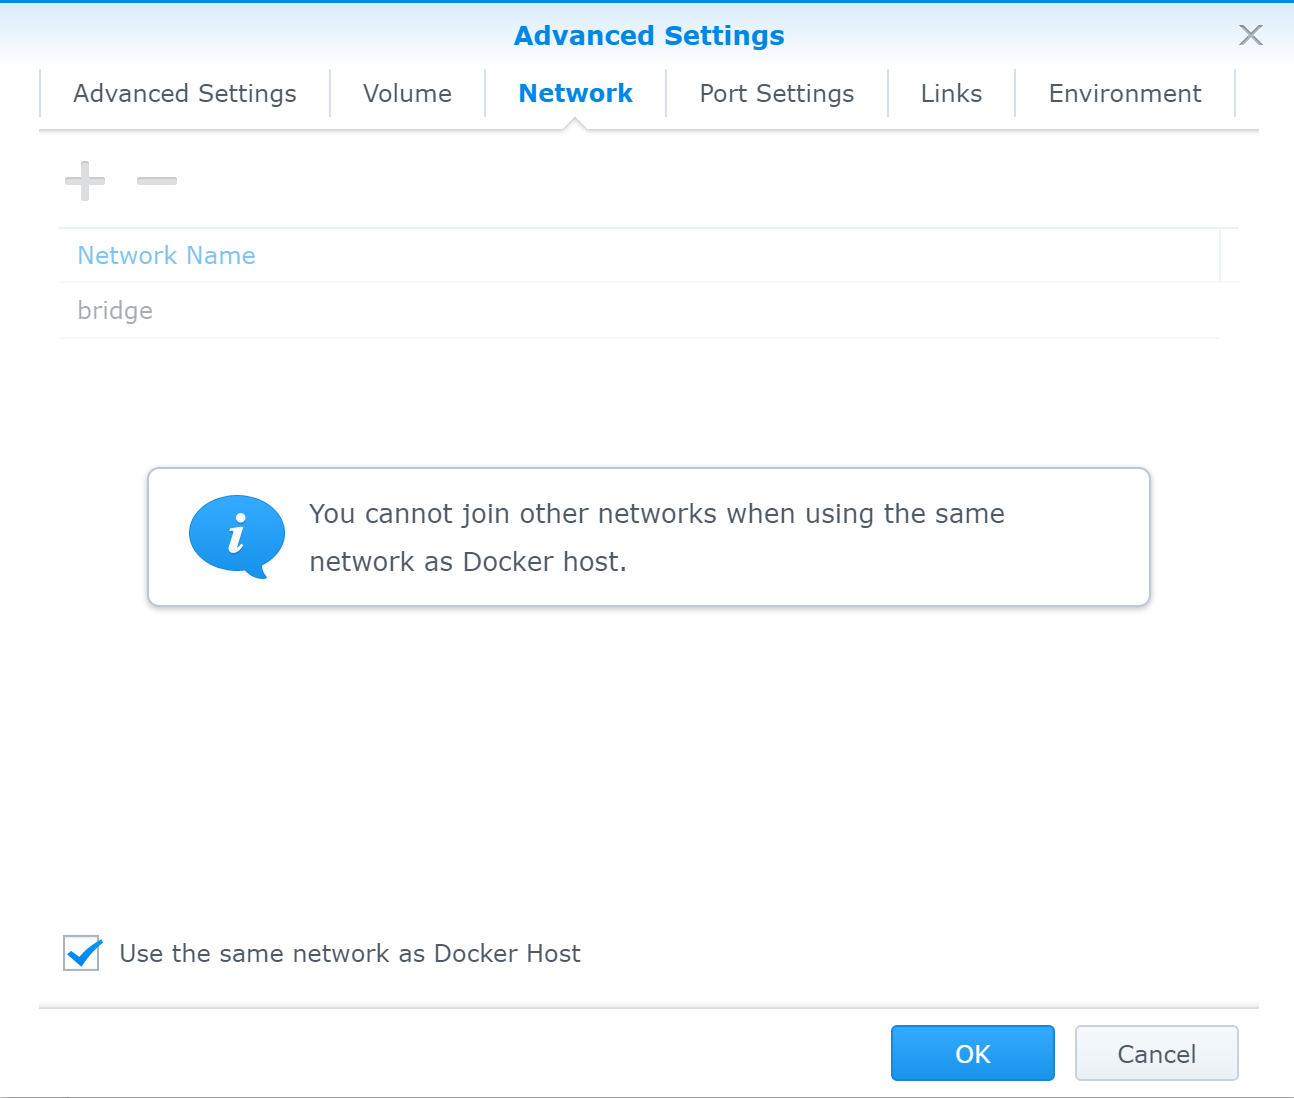 Advanced Settings
Advanced Settings Volume Network Port Settings Links Environment
Network Name
bridge
You cannot join other networks when using the same
network as Docker host.
Use the same network as Docker Host
OK Cancel